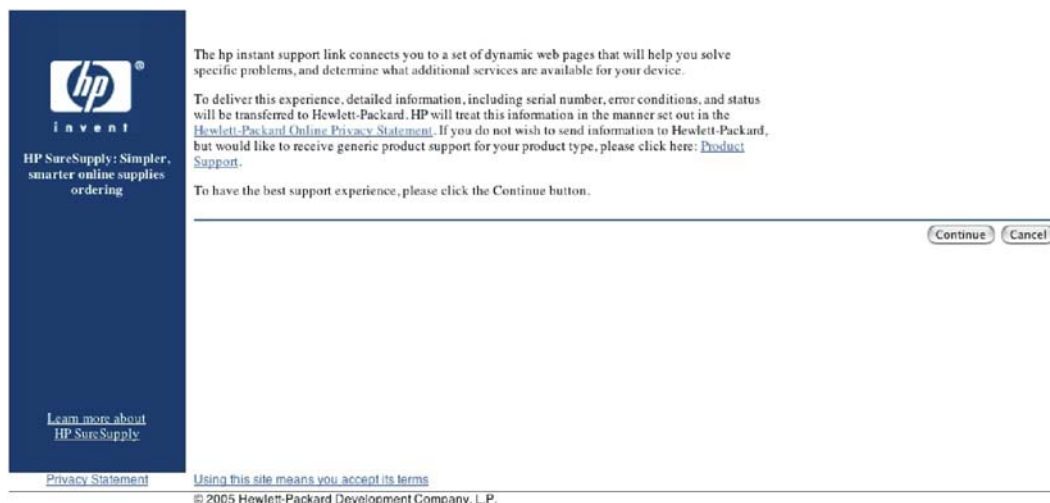 hp ®
invent
HP SureSupply: Simpler,
smarter online supplies
ordering
Learn more about
HP SureSupply
The hp instant support link connects you to a set of dynamic web pages that will help you solve
specific problems, and determine what additional services are available for your device.
To deliver this experience, detailed information, including serial number, error conditions, and status
will be transferred to Hewlett-Packard. HP will treat this information in the manner set out in the
Hewlett-Packard Online Privacy Statement. If you do not wish to send information to Hewlett-Packard,
but would like to receive generic product support for your product type, please click here: Product
Support.
To have the best support experience, please click the Continue button.
Continue Cancel
Privacy Statement Using this site means you accept its terms
© 2005 Hewlett-Packard Development Company, L.P.